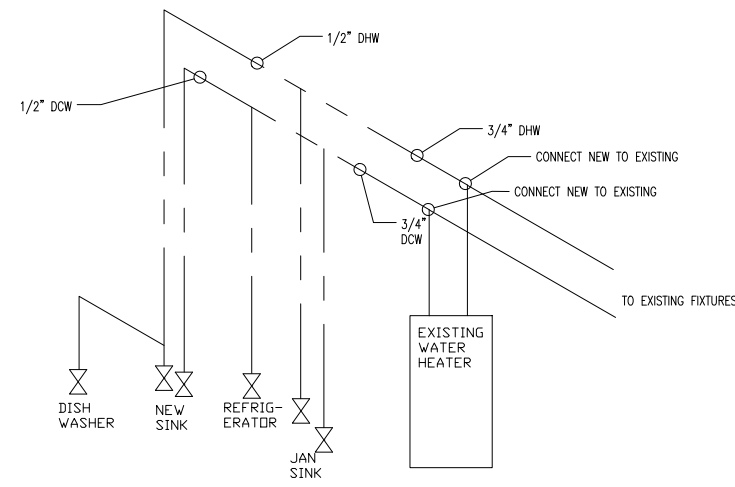 1/2" DHW
1/2" DCW
3/4" DHW
CONNECT NEW TO EXISTING
CONNECT NEW TO EXISTING
3/4"
DCW
TO EXISTING FIXTURES
EXISTING
WATER
HEATER
DISH
WASHER
NEW
SINK
REFRIG-
ERATOR
JAN
SINK